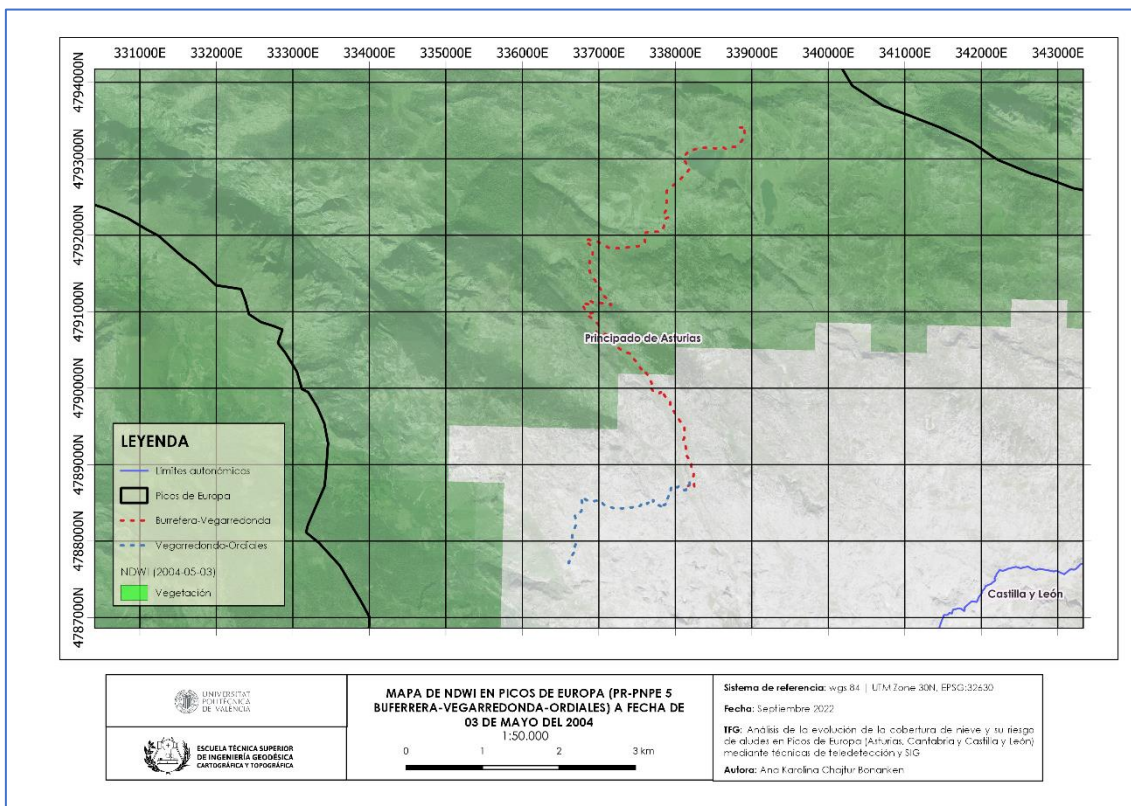 331000E 332000E 333000E 334000E 335000E 336000E 337000E 338000E 339000E 340000E 341000E 342000E 343000E
4794000N
4793000N
4792000N
4791000N
4790000N
4789000N
4788000N
4787000N
Principado de Asturias
Castilla y León
LEYENDA
Límites autonómicos
Picos de Europa
Burrefera-Vegarredonda
Vegarredonda-Ordiales
NDWI (2004-05-03)
Vegetación
UNIVERSITAT
POLITÈCNICA
DE VALÈNCIA
ESCUELA TÉCNICA SUPERIOR
DE INGENIERÍA GEODÉSICA
CARTOGRÁFICA Y TOPOGRÁFICA
MAPA DE NDWI EN PICOS DE EUROPA (PR-PNPE 5
BUFERRERA-VEGARREDONDA-ORDIALES) A FECHA DE
03 DE MAYO DEL 2004
1:50.000
0 1 2 3 km
Sistema de referencia: wgs 84 | UTM Zone 30N, EPSG:32630
Fecha: Septiembre 2022
TFG: Análisis de la evolución de la cobertura de nieve y su riesgo
de aludes en Picos de Europa (Asturias, Cantabria y Castilla y León)
mediante técnicas de teledetección y SIG
Autora: Ana Karolina Chajtur Bonanken